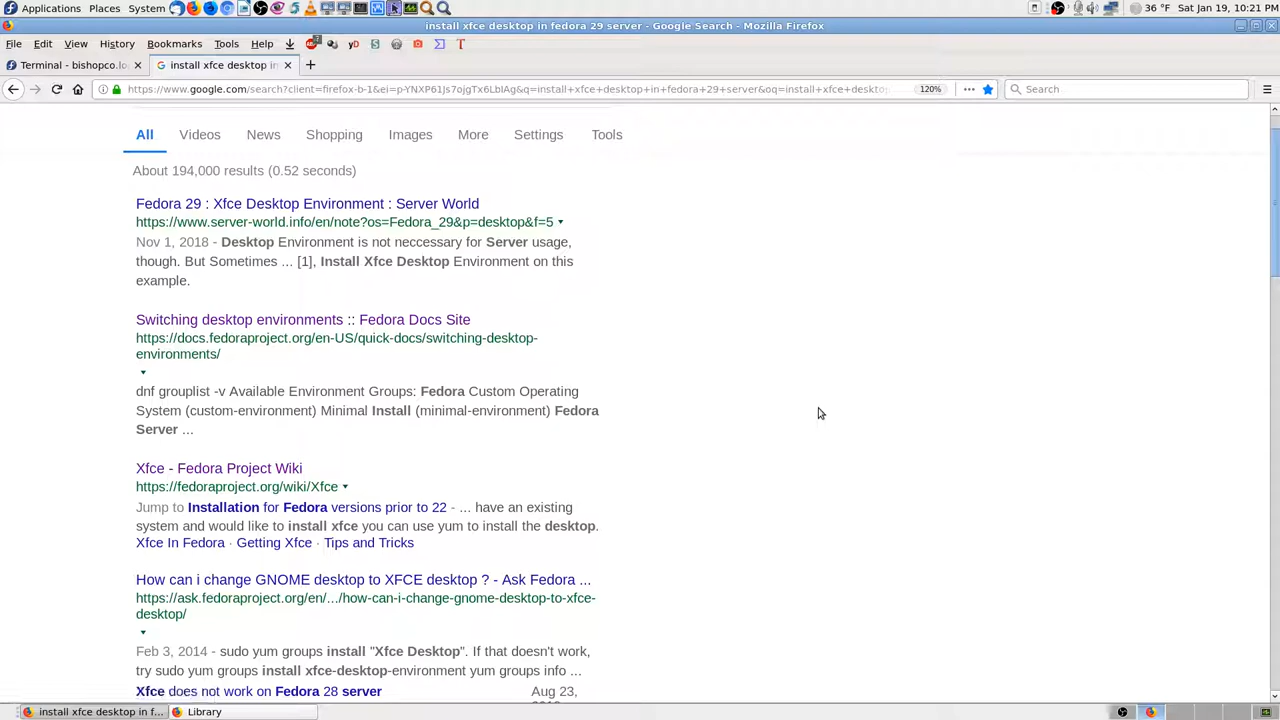 Applications Places System 36 °F Sat Jan 19, 10:21 PM
install xfce desktop in fedora 29 server - Google Search - Mozilla Firefox
File Edit View History Bookmarks Tools Help 7 yD S T
Terminal - bishopco.lo install xfce desktop in
https://www.google.com/search?client=firefox-b-1&ei=p-YNXP61Js7ojgTx6LbIAg&q=install+xfce+desktop+in+fedora+29+server&oq=install+xfce+deskto 120% Search
All Videos News Shopping Images More Settings Tools
About 194,000 results (0.52 seconds)
Fedora 29 : Xfce Desktop Environment : Server World
https://www.server-world.info/en/note?os=Fedora_29&p=desktop&f=5
Nov 1, 2018 - Desktop Environment is not neccessary for Server usage,
though. But Sometimes ... [1], Install Xfce Desktop Environment on this
example.
Switching desktop environments :: Fedora Docs Site
https://docs.fedoraproject.org/en-US/quick-docs/switching-desktop-
environments/
dnf grouplist -v Available Environment Groups: Fedora Custom Operating
System (custom-environment) Minimal Install (minimal-environment) Fedora
Server ...
Xfce - Fedora Project Wiki
https://fedoraproject.org/wiki/Xfce
Jump to Installation for Fedora versions prior to 22 - ... have an existing
system and would like to install xfce you can use yum to install the desktop.
Xfce In Fedora · Getting Xfce · Tips and Tricks
How can i change GNOME desktop to XFCE desktop ? - Ask Fedora ...
https://ask.fedoraproject.org/en/.../how-can-i-change-gnome-desktop-to-xfce-
desktop/
Feb 3, 2014 - sudo yum groups install "Xfce Desktop". If that doesn't work,
try sudo yum groups install xfce-desktop-environment yum groups info ...
Xfce does not work on Fedora 28 server Aug 23,
install xfce desktop in f... Library